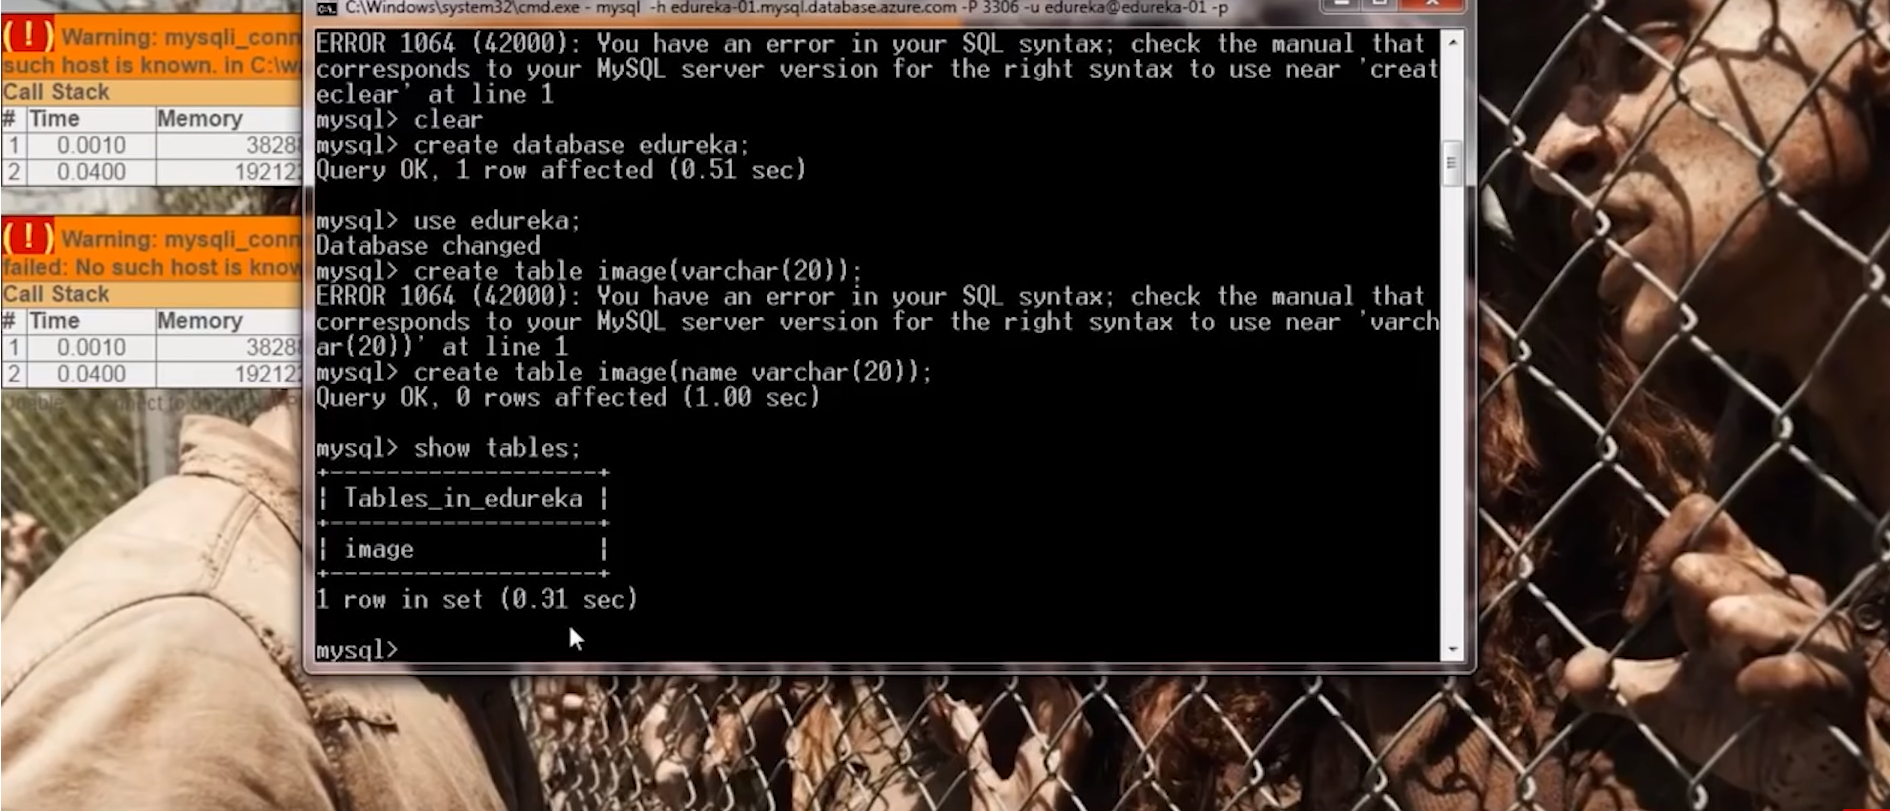 C:\Windows\system32\cmd.exe - mysql -h edureka-01.mysql.database.azure.com -P 3306 -u edureka@edureka-01 -p
( ! ) Warning: mysqli_conn
such host is known. in C:\w
Call Stack
# Time Memory
1 0.0010 3828
2 0.0400 19212
( ! ) Warning: mysqli_conn
failed: No such host is know
Call Stack
# Time Memory
1 0.0010 3828
2 0.0400 19212
ERROR 1064 (42000): You have an error in your SQL syntax; check the manual that
corresponds to your MySQL server version for the right syntax to use near 'creat
eclear' at line 1
mysql> clear
mysql> create database edureka;
Query OK, 1 row affected (0.51 sec)
mysql> use edureka;
Database changed
mysql> create table image(varchar(20));
ERROR 1064 (42000): You have an error in your SQL syntax; check the manual that
corresponds to your MySQL server version for the right syntax to use near 'varch
ar(20))' at line 1
mysql> create table image(name varchar(20));
Query OK, 0 rows affected (1.00 sec)
mysql> show tables;
+--------------------+
| Tables_in_edureka |
+--------------------+
| image |
+--------------------+
1 row in set (0.31 sec)
mysql>